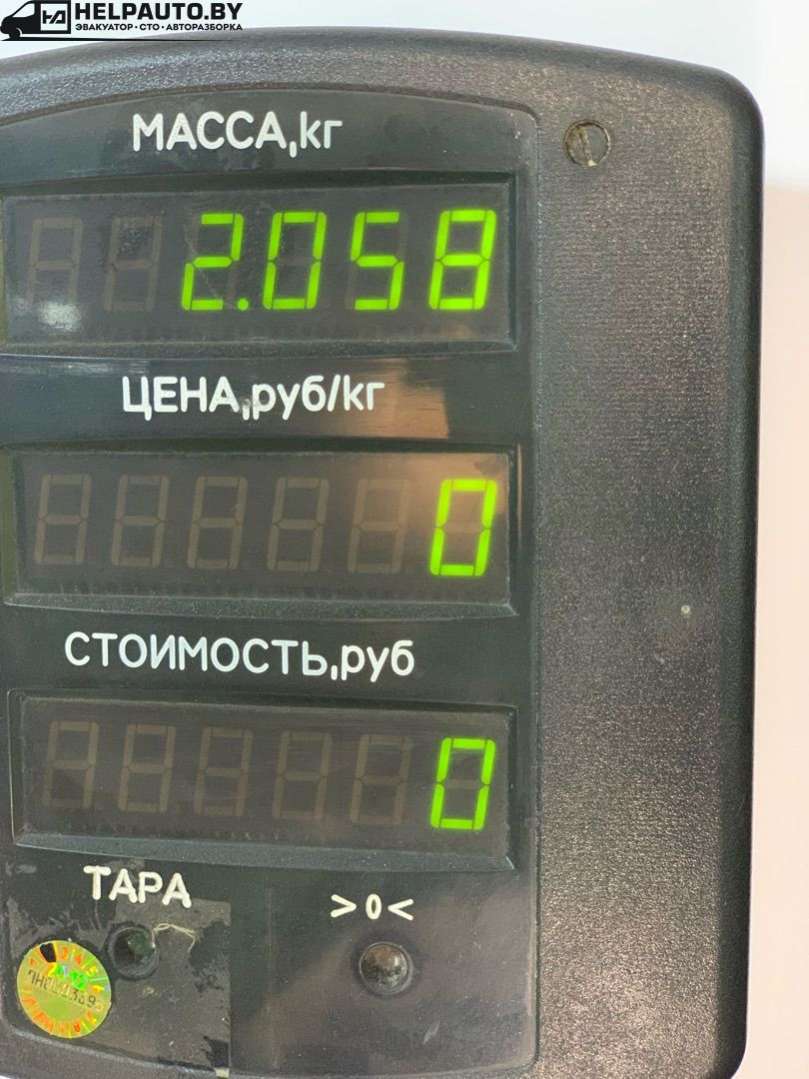 HELPAUTO.BY
ЭВАКУАТОР · СТО · АВТОРАЗБОРКА
МАССА,кг
2.058
ЦЕНА,руб/кг
0
СТОИМОСТЬ,руб
0
ТАРА
>0<